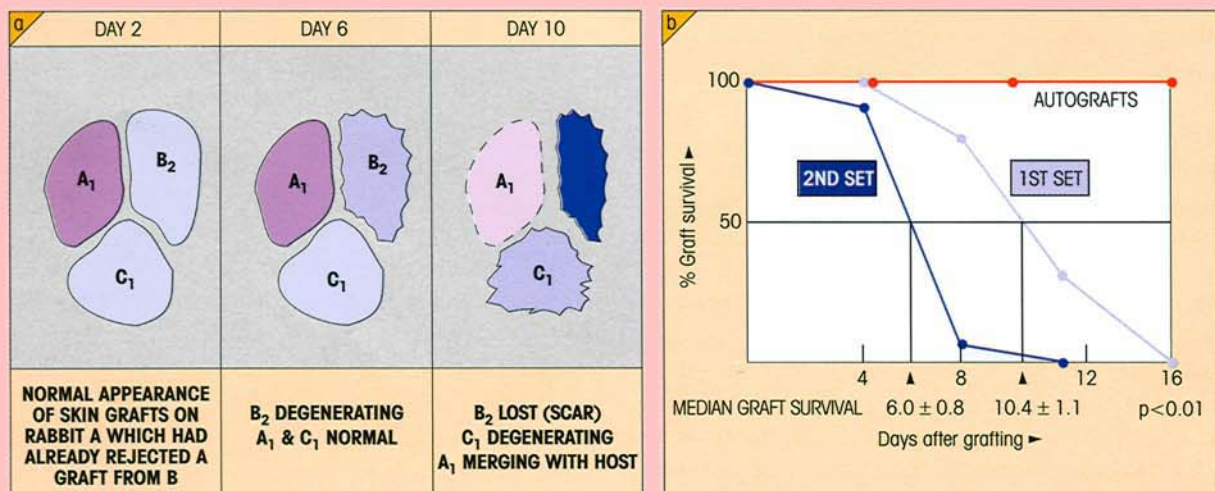 a
DAY 2
DAY 6
DAY 10
A₁
B₂
C₁
A₁
B₂
C₁
A₁
C₁
NORMAL APPEARANCE
OF SKIN GRAFTS ON
RABBIT A WHICH HAD
ALREADY REJECTED A
GRAFT FROM B
B₂ DEGENERATING
A₁ & C₁ NORMAL
B₂ LOST (SCAR)
C₁ DEGENERATING
A₁ MERGING WITH HOST
b
100
AUTOGRAFTS
2ND SET
1ST SET
50
% Graft survival ►
4 8 12 16
MEDIAN GRAFT SURVIVAL 6.0 ± 0.8 10.4 ± 1.1 p<0.01
Days after grafting ►